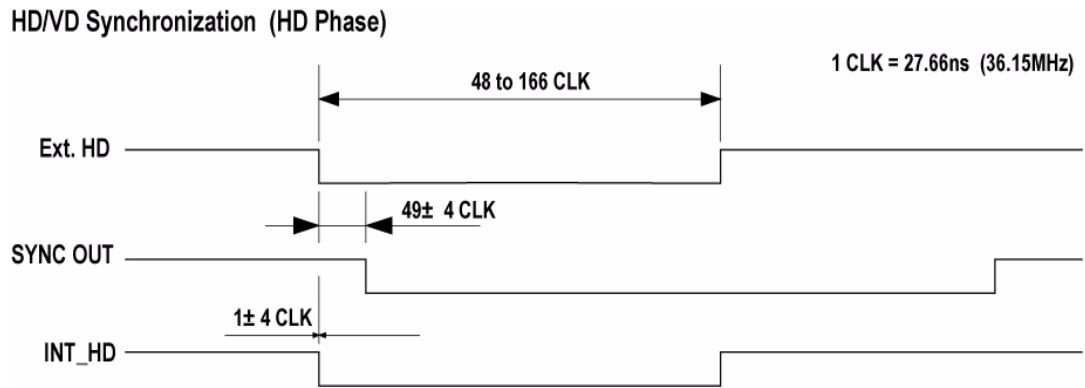 HD/VD Synchronization (HD Phase)
1 CLK = 27.66ns (36.15MHz)
48 to 166 CLK
Ext. HD
49± 4 CLK
SYNC OUT
1± 4 CLK
INT_HD